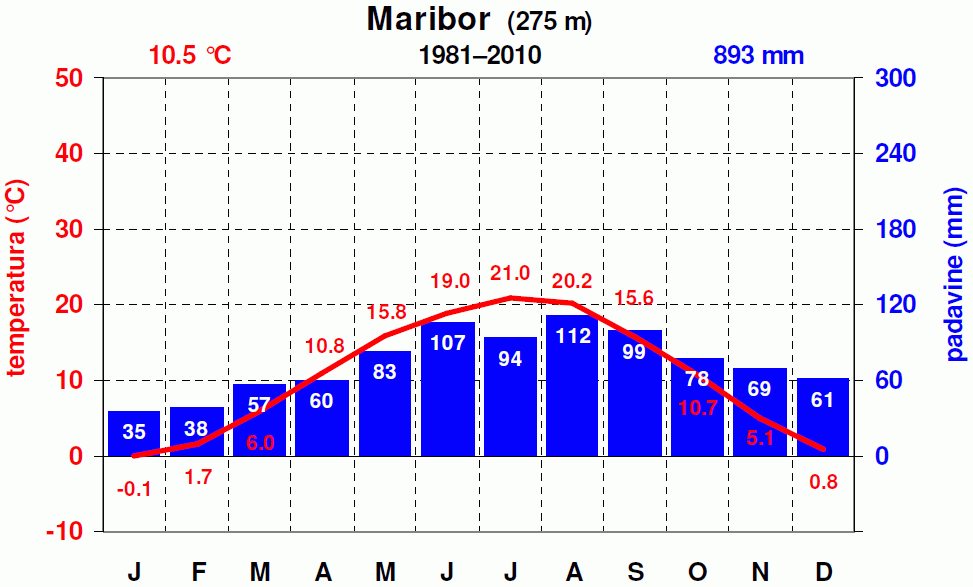 Maribor (275 m)
10.5 °C 1981–2010 893 mm
50 300
40 240
30 180
20 120
10 60
0 0
-10
temperatura (°C)
padavine (mm)
35 38 57 60 83 107 94 112 99 78 69 61
-0.1 1.7 6.0 10.8 15.8 19.0 21.0 20.2 15.6 10.7 5.1 0.8
J F M A M J J A S O N D